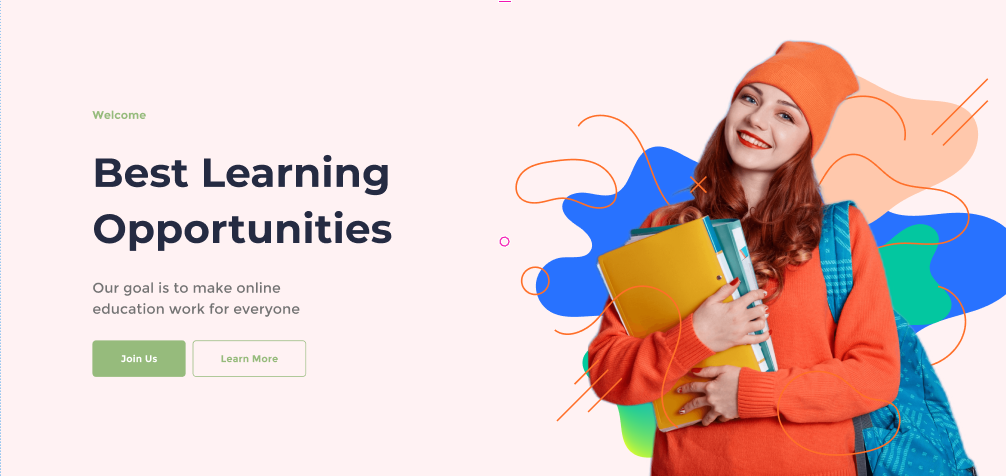 Welcome
Best Learning
Opportunities
Our goal is to make online
education work for everyone
Join Us
Learn More